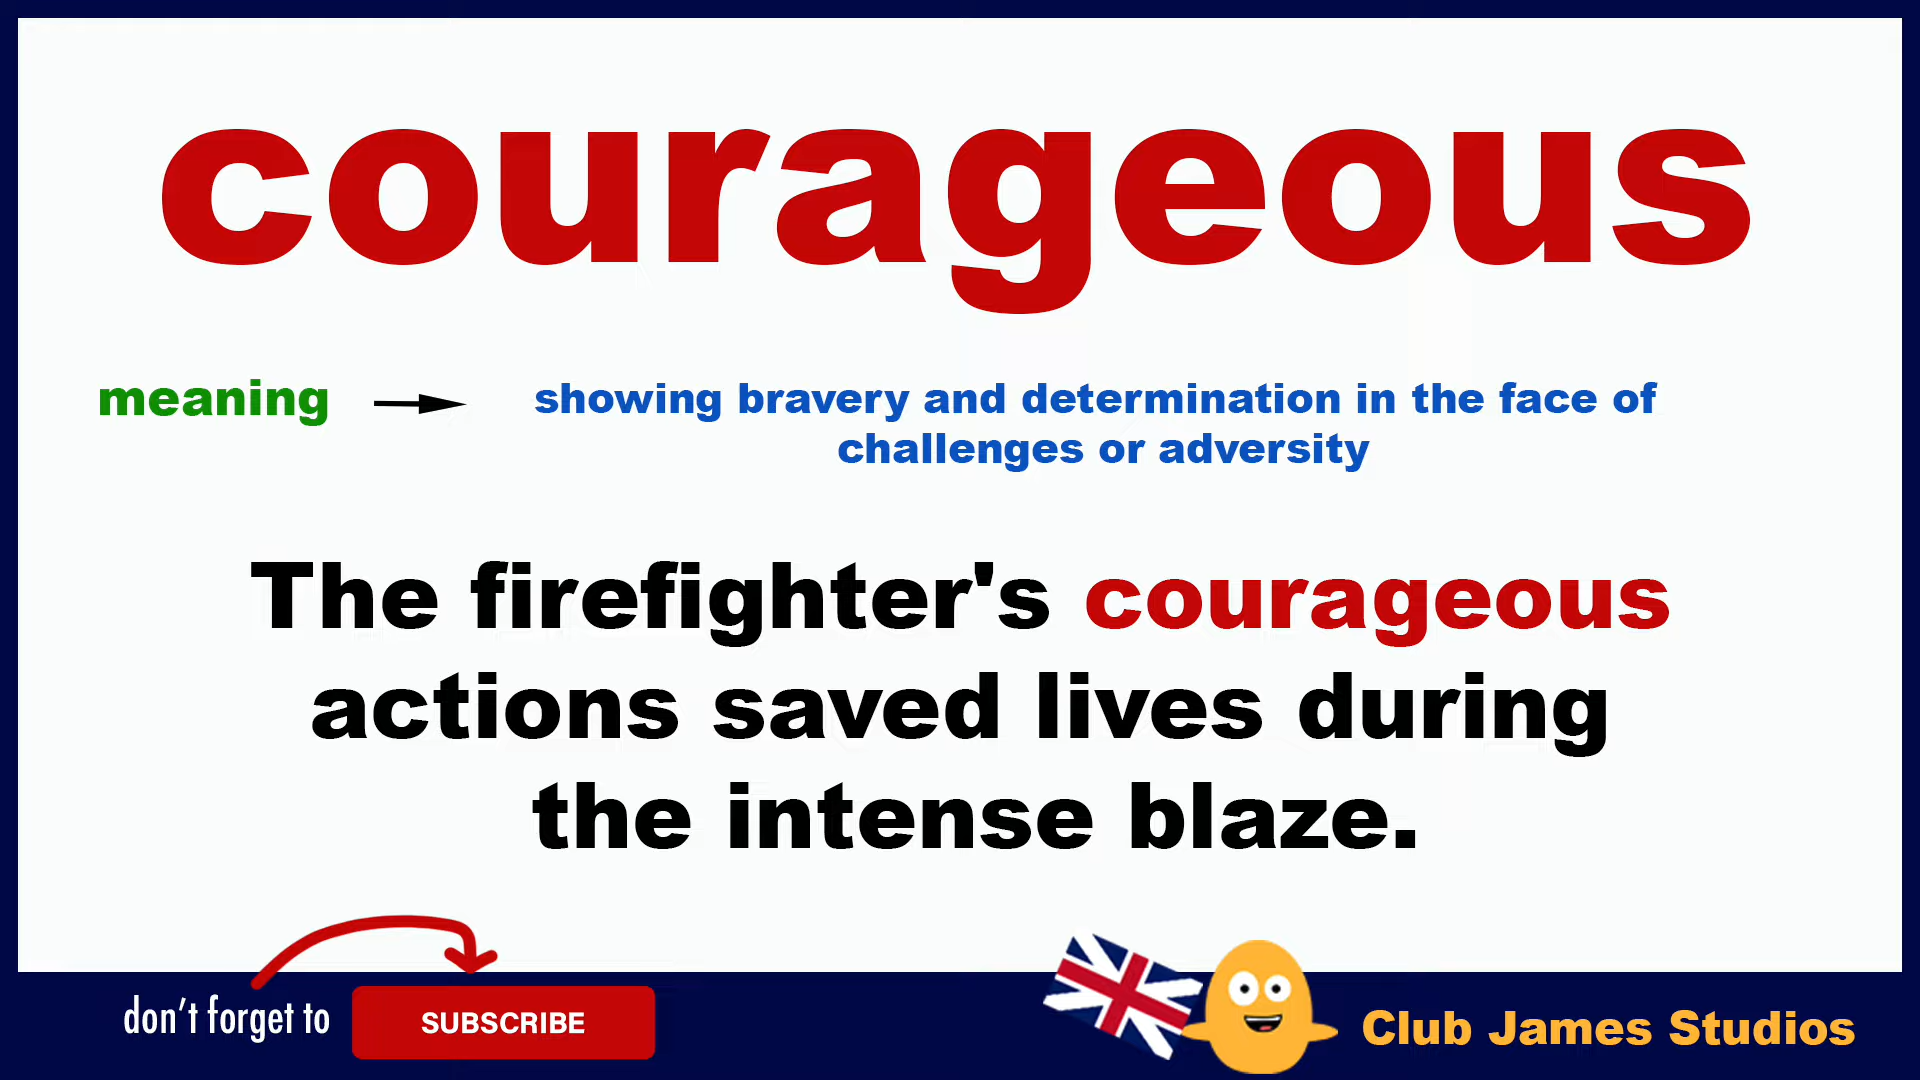 courageous
meaning
showing bravery and determination in the face of
challenges or adversity
The firefighter's courageous
actions saved lives during
the intense blaze.
don't forget to
SUBSCRIBE
Club James Studios